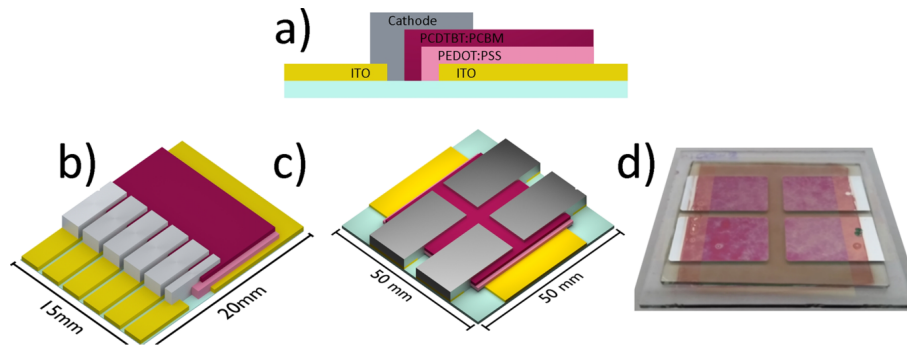 a)
Cathode
PCDTBT:PCBM
PEDOT:PSS
ITO
ITO
b)
15mm
20mm
c)
50 mm
50 mm
d)